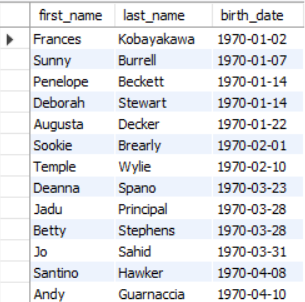 first_name last_name birth_date
Frances Kobayakawa 1970-01-02
Sunny Burrell 1970-01-07
Penelope Beckett 1970-01-14
Deborah Stewart 1970-01-14
Augusta Decker 1970-01-22
Sookie Brearly 1970-02-01
Temple Wylie 1970-02-10
Deanna Spano 1970-03-23
Jadu Principal 1970-03-28
Betty Stephens 1970-03-28
Jo Sahid 1970-03-31
Santino Hawker 1970-04-08
Andy Guarnaccia 1970-04-10